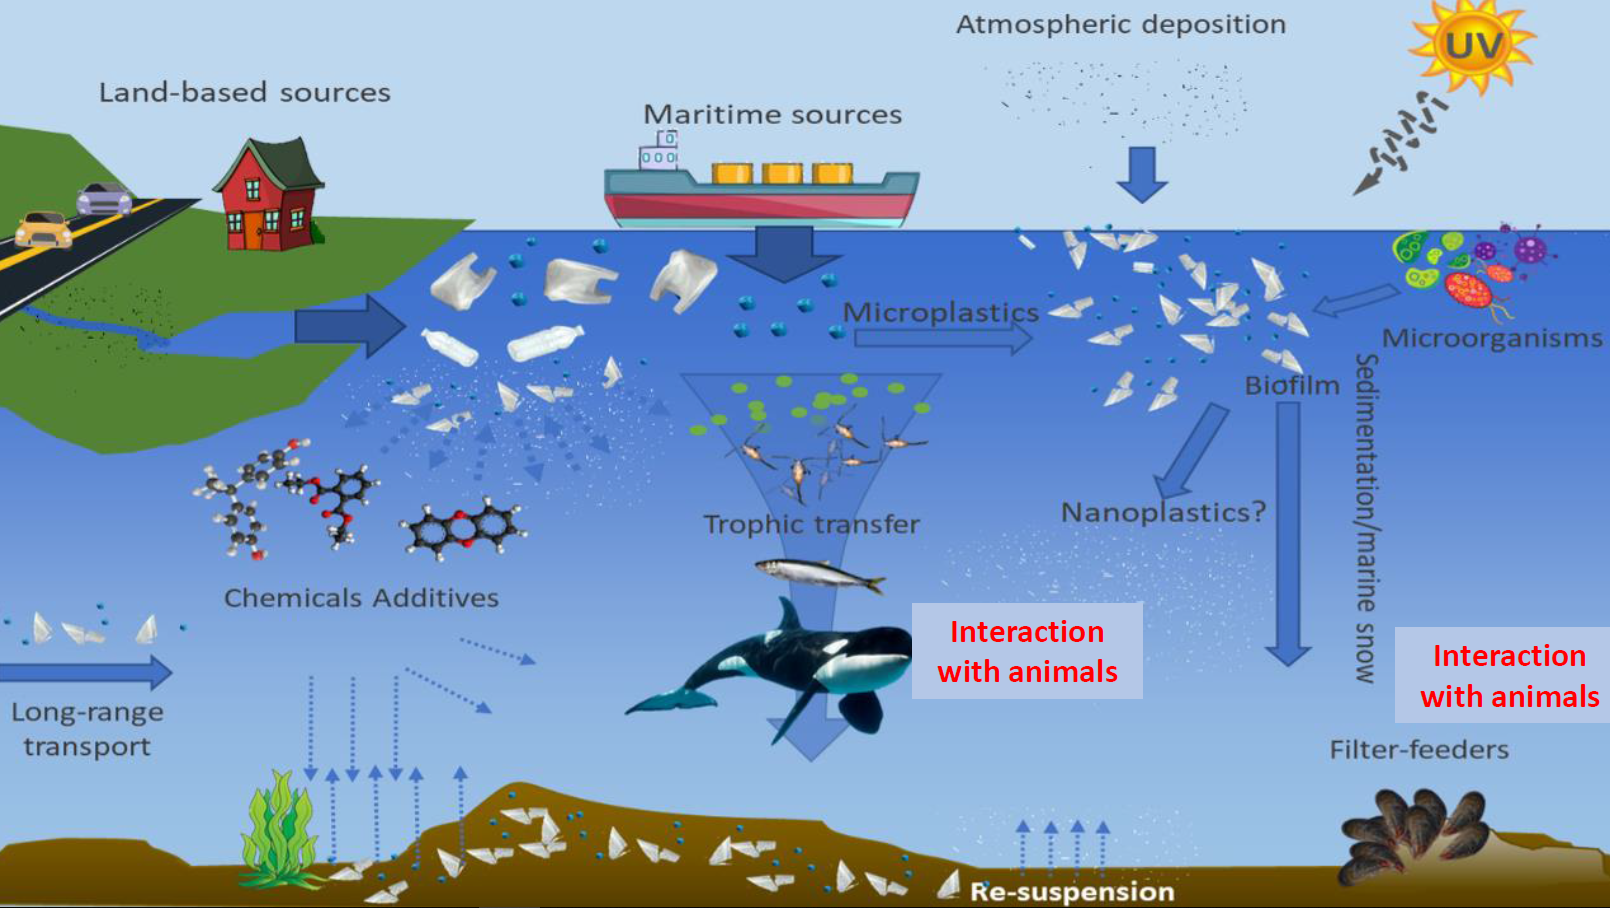 Atmospheric deposition
UV
Land-based sources
Maritime sources
Microplastics
Microorganisms
Biofilm
Sedimentation/marine snow
Nanoplastics?
Trophic transfer
Chemicals Additives
Interaction
with animals
Interaction
with animals
Long-range
transport
Filter-feeders
Re-suspension